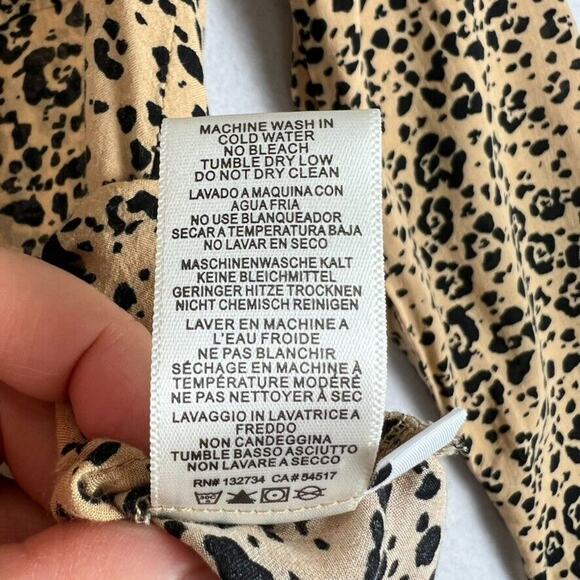 MACHINE WASH IN
COLD WATER
NO BLEACH
TUMBLE DRY LOW
DO NOT DRY CLEAN
LAVADO A MAQUINA CON
AGUA FRIA
NO USE BLANQUEADOR
SECAR A TEMPERATURA BAJA
NO LAVAR EN SECO
MASCHINENWASCHE KALT
KEINE BLEICHMITTEL
GERINGER HITZE TROCKNEN
NICHT CHEMISCH REINIGEN
LAVER EN MACHINE A
L'EAU FROIDE
NE PAS BLANCHIR
SÉCHAGE EN MACHINE À
TEMPÉRATURE MODÉRÉ
NE PAS NETTOYER À SEC
LAVAGGIO IN LAVATRICE A
FREDDO
NON CANDEGGINA
TUMBLE BASSO ASCIUTTO
NON LAVARE A SECCO
RN# 132734 CA# 54517